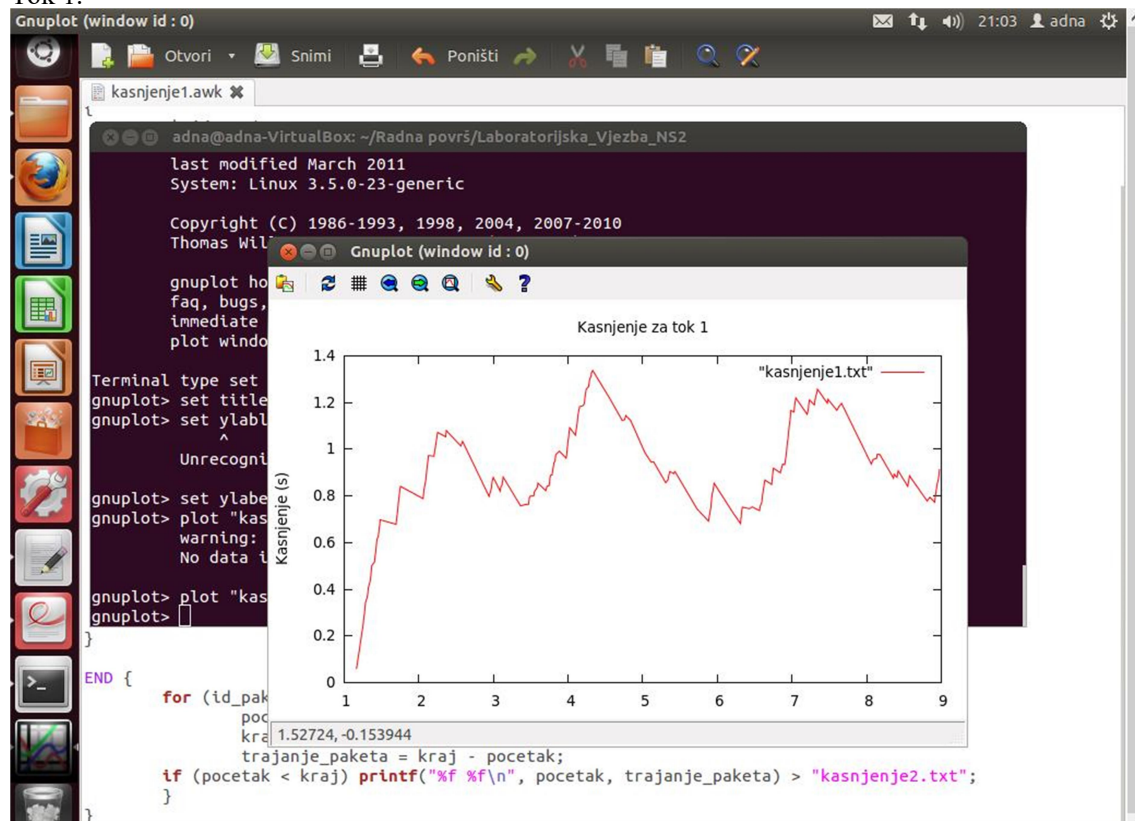 Tok 1:
Gnuplot (window id : 0)
21:03 adna
Otvori Snimi Poništi
kasnjenje1.awk
adna@adna-VirtualBox: ~/Radna površ/Laboratorijska_Vjezba_NS2
last modified March 2011
System: Linux 3.5.0-23-generic
Copyright (C) 1986-1993, 1998, 2004, 2007-2010
Thomas Wil
gnuplot ho
faq, bugs,
immediate
plot windo
Terminal type set
gnuplot> set title
gnuplot> set ylabl
^
Unrecogni
gnuplot> set ylabe
gnuplot> plot "kas
warning:
No data i
gnuplot> plot "kas
gnuplot>
Gnuplot (window id : 0)
Kasnjenje za tok 1
"kasnjenje1.txt"
Kasnjenje (s)
1.4
1.2
1
0.8
0.6
0.4
0.2
0
1 2 3 4 5 6 7 8 9
1.52724, -0.153944
}
END {
for (id_pak
poc
kra
trajanje_paketa = kraj - pocetak;
if (pocetak < kraj) printf("%f %f\n", pocetak, trajanje_paketa) > "kasnjenje2.txt";
}
}